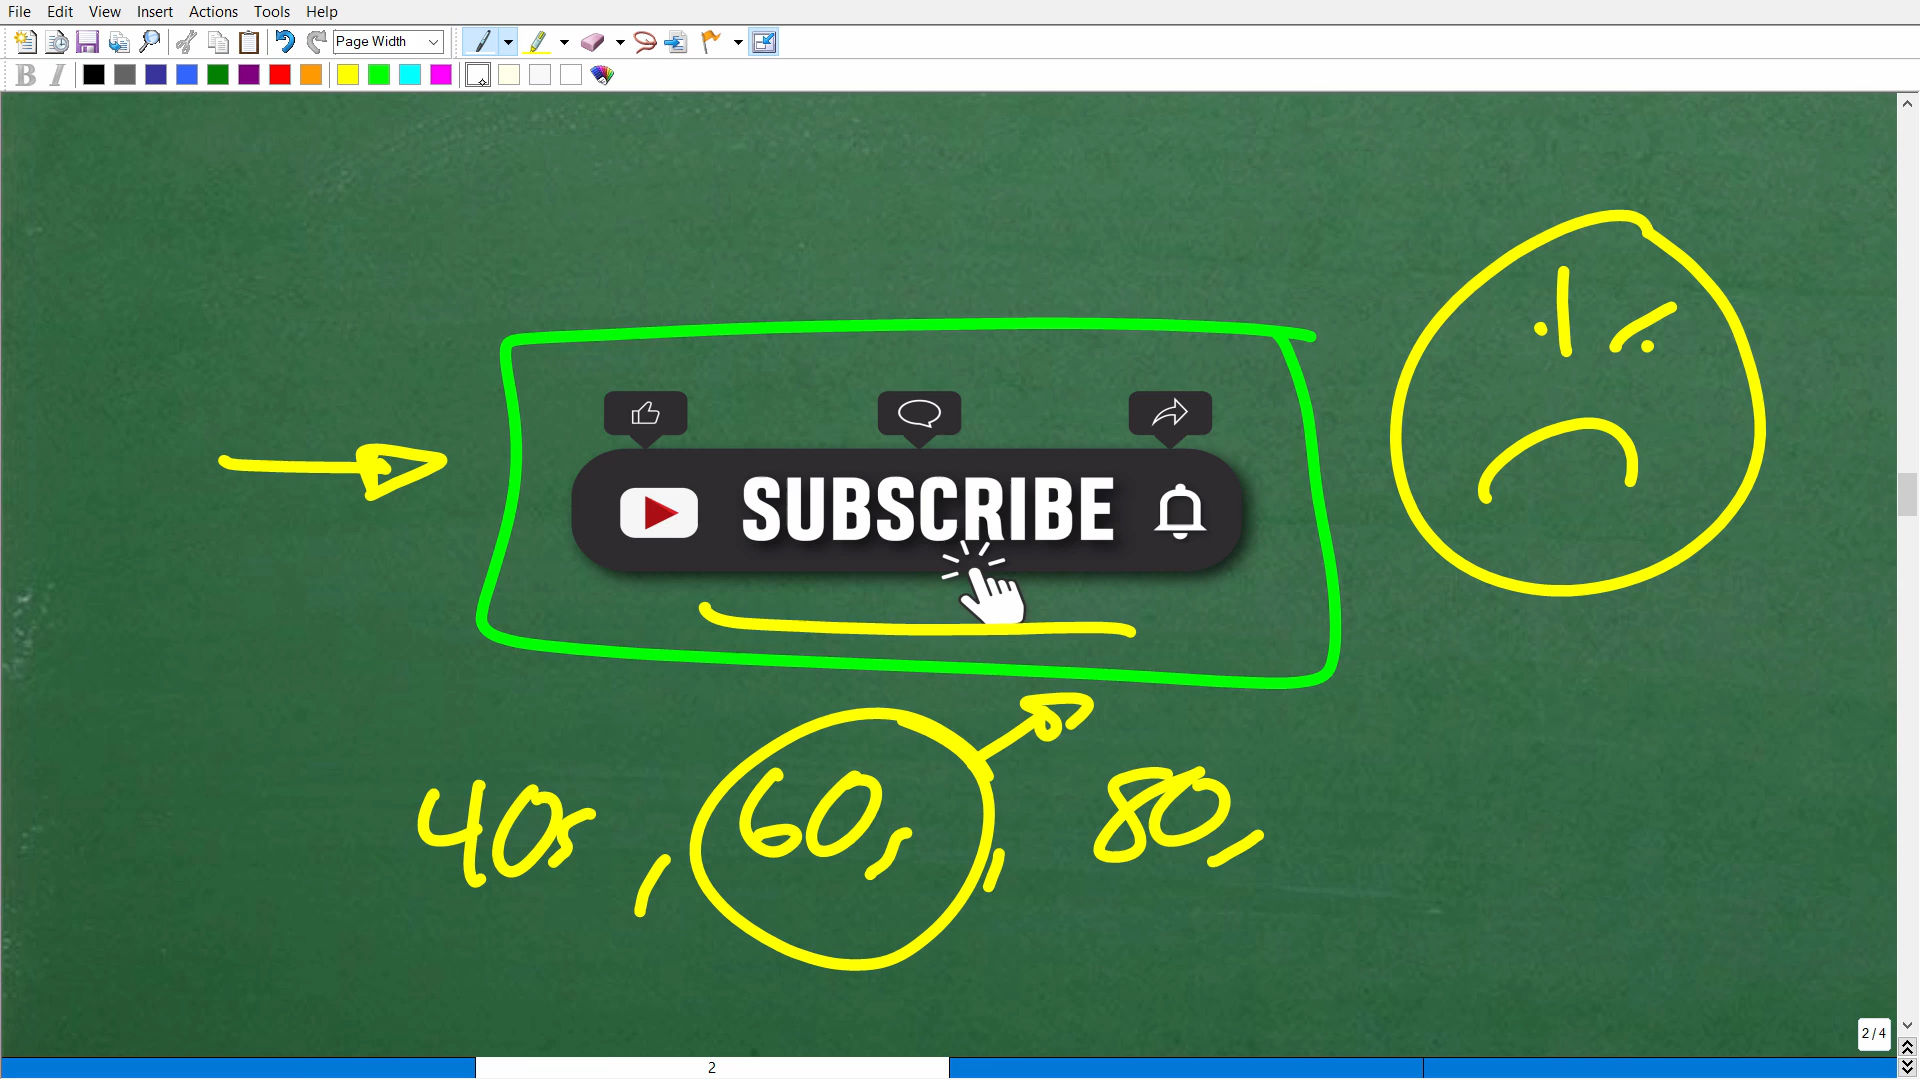 File Edit View Insert Actions Tools Help
Page Width
B I
SUBSCRIBE
40s, 60s, 80s
2 / 4
2